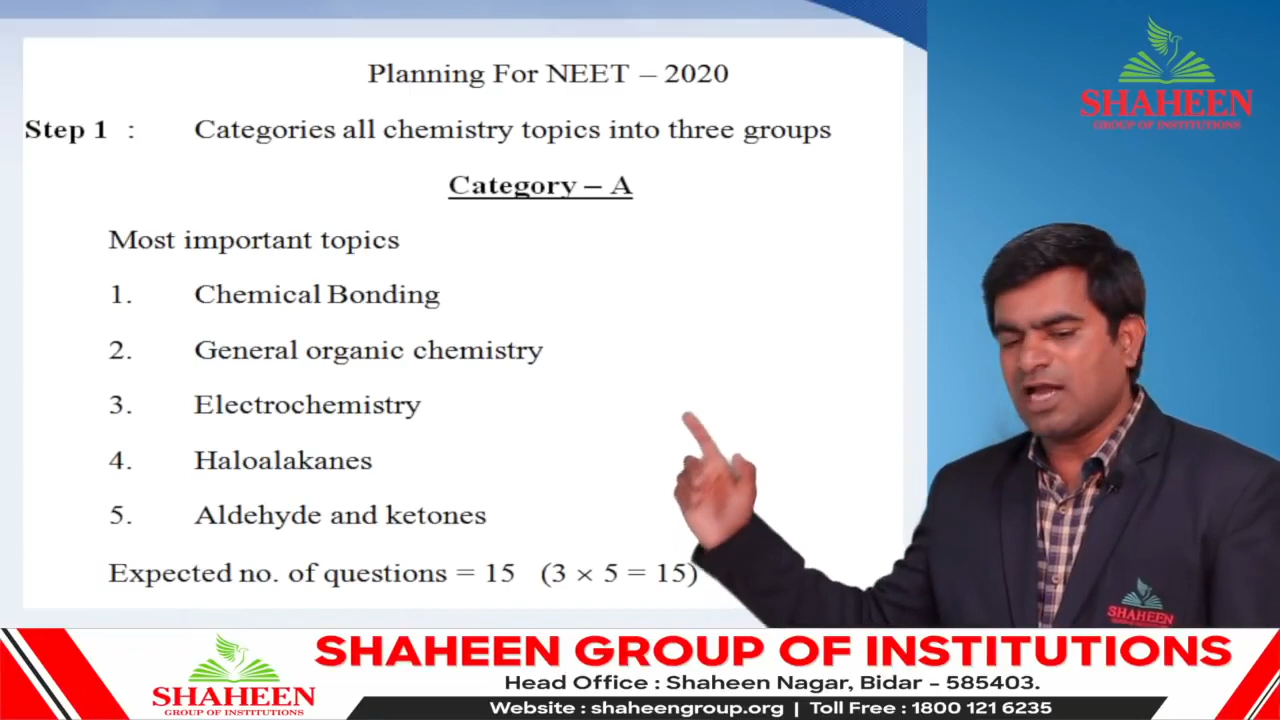 Planning For NEET – 2020
Step 1 : Categories all chemistry topics into three groups
Category – A
Most important topics
1. Chemical Bonding
2. General organic chemistry
3. Electrochemistry
4. Haloalakanes
5. Aldehyde and ketones
Expected no. of questions = 15 (3 × 5 = 15)
SHAHEEN
GROUP OF INSTITUTIONS
SHAHEEN
SHAHEEN
GROUP OF INSTITUTIONS
SHAHEEN GROUP OF INSTITUTIONS
Head Office : Shaheen Nagar, Bidar - 585403.
Website : shaheengroup.org | Toll Free : 1800 121 6235